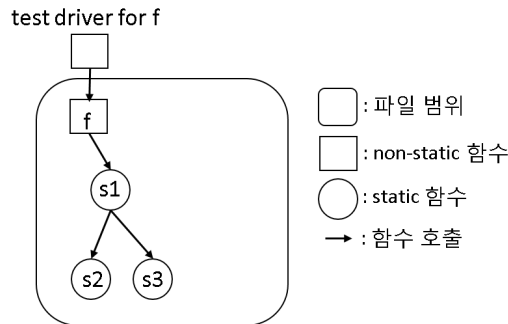 test driver for f
f
s1
s2
s3
: 파일 범위
: non-static 함수
: static 함수
: 함수 호출